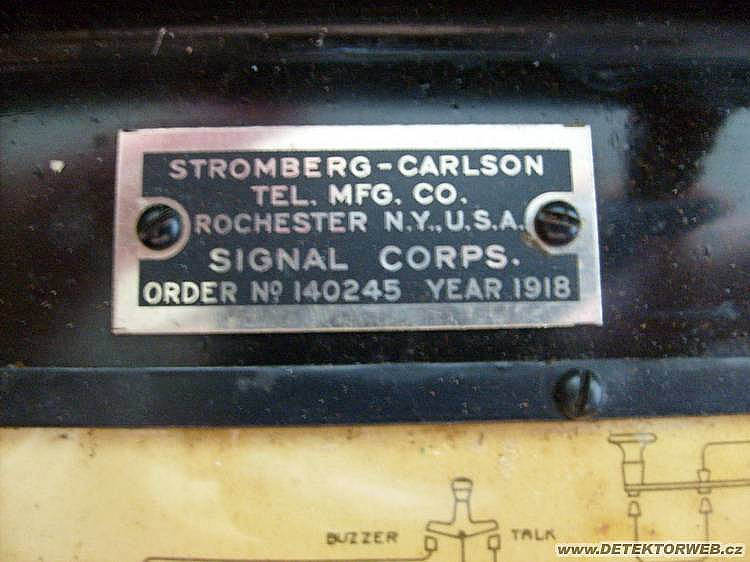 STROMBERG-CARLSON
TEL. MFG. CO.
ROCHESTER N.Y., U.S.A.
SIGNAL CORPS.
ORDER Nº 140245 YEAR 1918
BUZZER TALK
www.DETEKTORWEB.cz